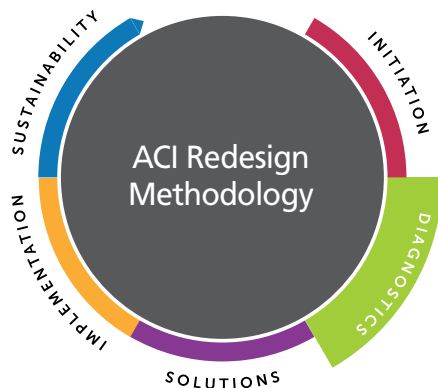 ACI Redesign
Methodology
INITIATION
DIAGNOSTICS
SOLUTIONS
IMPLEMENTATION
SUSTAINABILITY